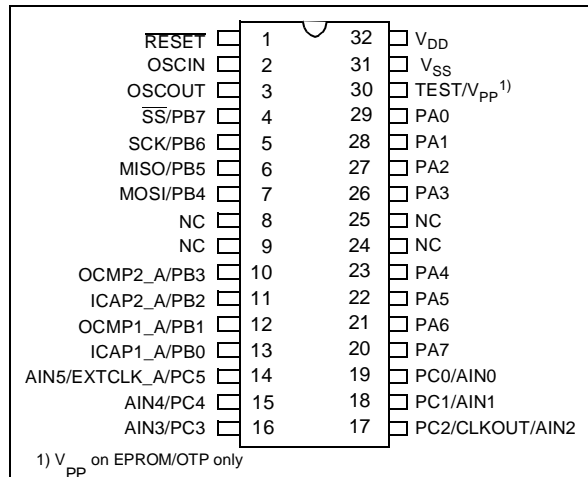 RESET 1 32 VDD
OSCIN 2 31 VSS
OSCOUT 3 30 TEST/VPP1)
SS/PB7 4 29 PA0
SCK/PB6 5 28 PA1
MISO/PB5 6 27 PA2
MOSI/PB4 7 26 PA3
NC 8 25 NC
NC 9 24 NC
OCMP2_A/PB3 10 23 PA4
ICAP2_A/PB2 11 22 PA5
OCMP1_A/PB1 12 21 PA6
ICAP1_A/PB0 13 20 PA7
AIN5/EXTCLK_A/PC5 14 19 PC0/AIN0
AIN4/PC4 15 18 PC1/AIN1
AIN3/PC3 16 17 PC2/CLKOUT/AIN2
1) VPP on EPROM/OTP only